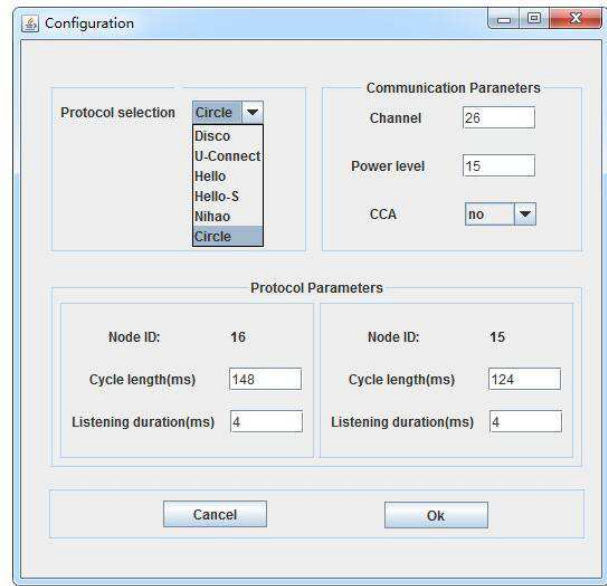 Configuration
Communication Paremeters
Protocol selection Circle
Disco
U-Connect
Hello
Hello-S
Nihao
Circle
Channel 26
Power level 15
CCA no
Protocol Parameters
Node ID: 16
Cycle length(ms) 148
Listening duration(ms) 4
Node ID: 15
Cycle length(ms) 124
Listening duration(ms) 4
Cancel
Ok